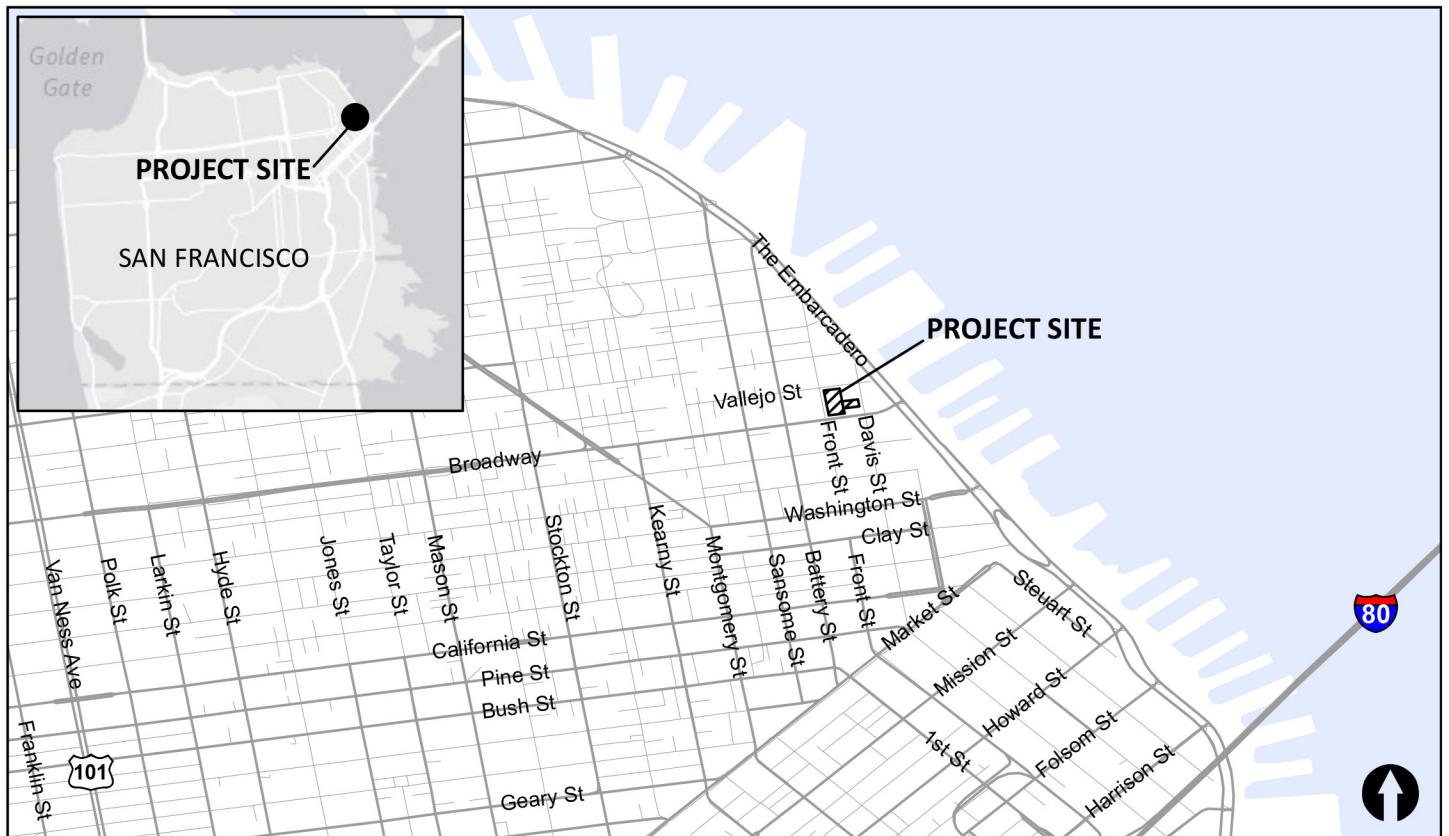 Golden
Gate
PROJECT SITE
SAN FRANCISCO
The Embarcadero
PROJECT SITE
Vallejo St
Front St
Davis St
Broadway
Washington St
Clay St
Van Ness Ave
Polk St
Larkin St
Hyde St
Jones St
Taylor St
Mason St
Stockton St
Kearny St
Montgomery St
Sansome St
Battery St
Front St
Market St
Steuart St
80
California St
Pine St
Bush St
Mission St
Howard St
1st St
Folsom St
Harrison St
Franklin St
101
Geary St